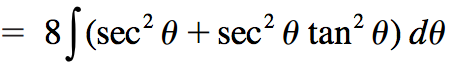 = 8∫(sec² θ + sec² θ tan² θ) dθ